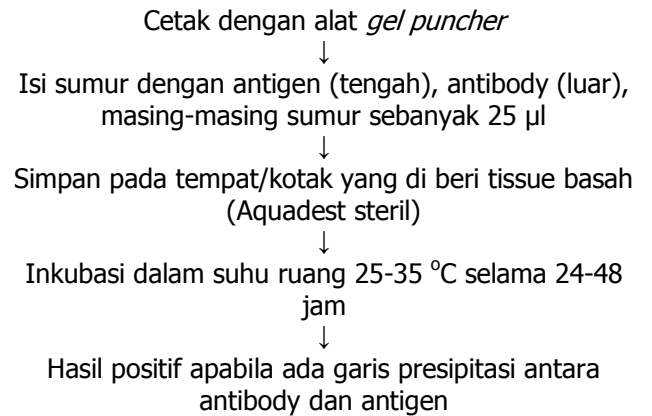 Cetak dengan alat gel puncher
↓
Isi sumur dengan antigen (tengah), antibody (luar),
masing-masing sumur sebanyak 25 µl
↓
Simpan pada tempat/kotak yang di beri tissue basah
(Aquadest steril)
↓
Inkubasi dalam suhu ruang 25-35 °C selama 24-48
jam
↓
Hasil positif apabila ada garis presipitasi antara
antibody dan antigen